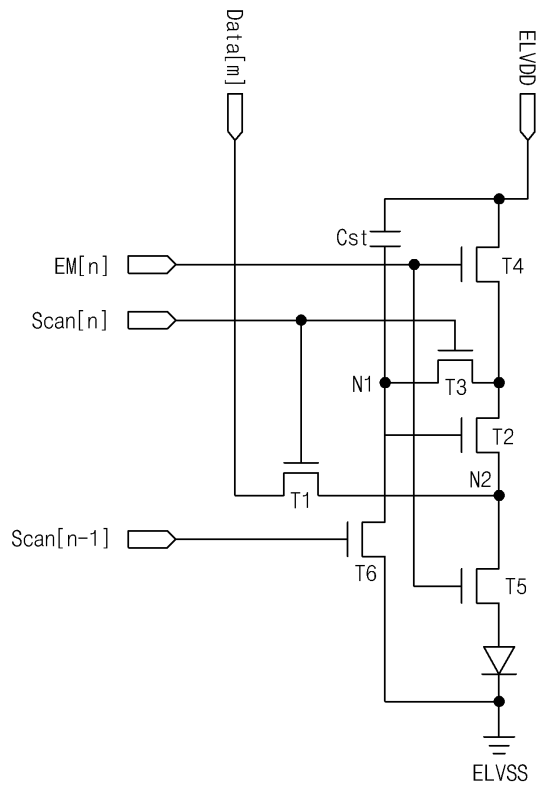 Data[m]
ELVDD
Cst
T4
EM[n]
Scan[n]
N1
T3
T2
N2
T1
Scan[n-1]
T6
T5
ELVSS